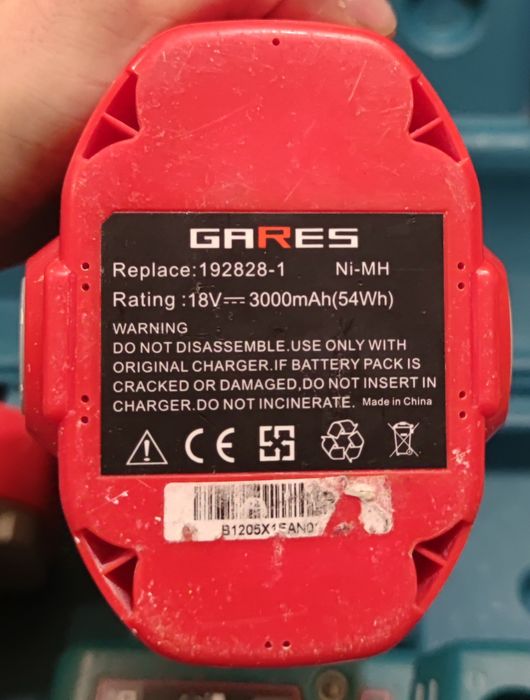 GARES
Replace:192828-1 Ni-MH
Rating :18V⎓3000mAh(54Wh)
WARNING
DO NOT DISASSEMBLE.USE ONLY WITH
ORIGINAL CHARGER.IF BATTERY PACK IS
CRACKED OR DAMAGED,DO NOT INSERT IN
CHARGER.DO NOT INCINERATE. Made in China
CE